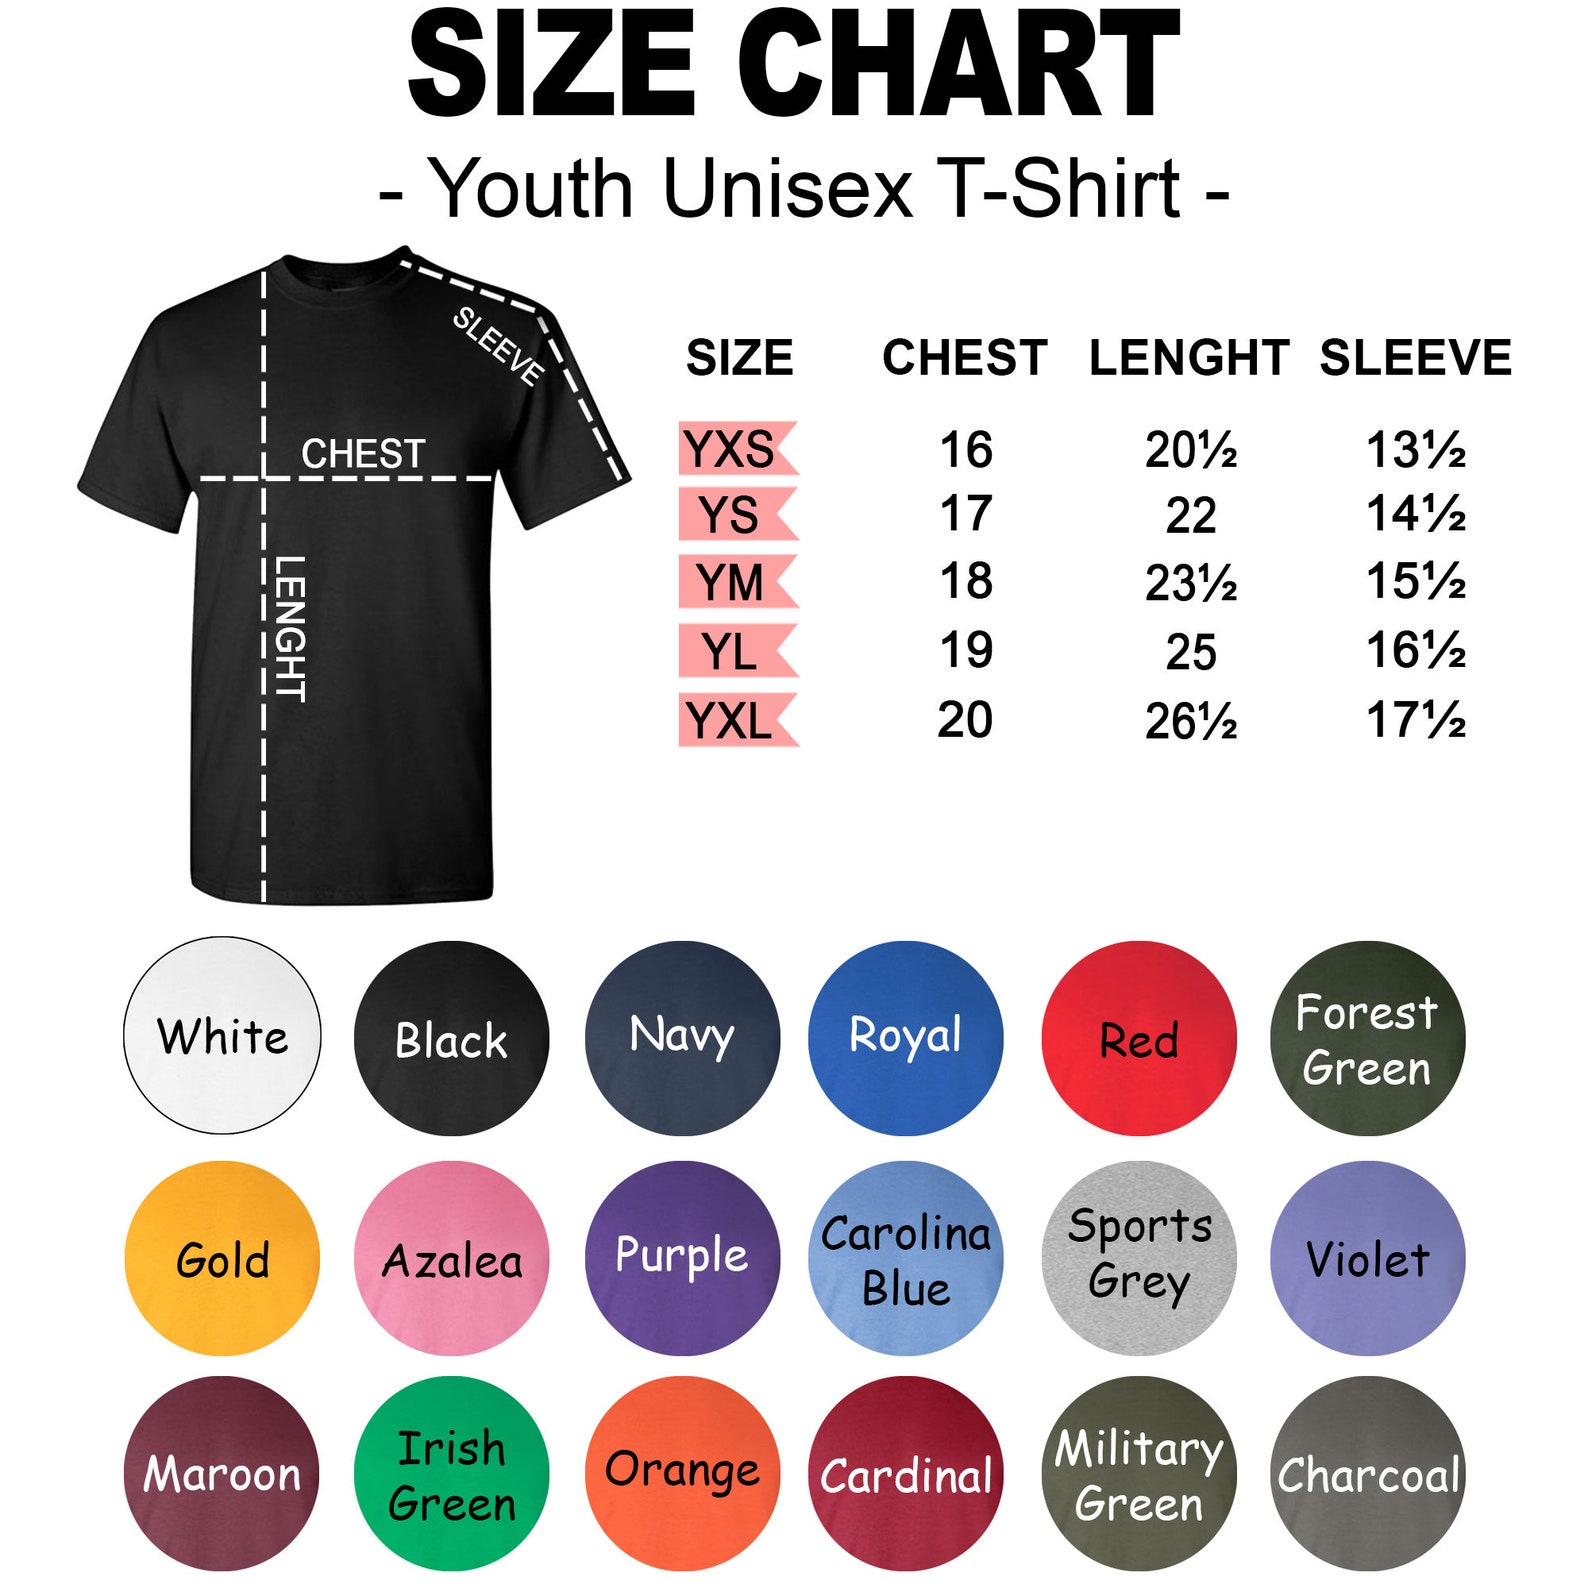 SIZE CHART
- Youth Unisex T-Shirt -
SLEEVE
CHEST
LENGHT
SIZE CHEST LENGHT SLEEVE
YXS 16 20½ 13½
YS 17 22 14½
YM 18 23½ 15½
YL 19 25 16½
YXL 20 26½ 17½
White
Black
Navy
Royal
Red
Forest
Green
Gold
Azalea
Purple
Carolina
Blue
Sports
Grey
Violet
Maroon
Irish
Green
Orange
Cardinal
Military
Green
Charcoal